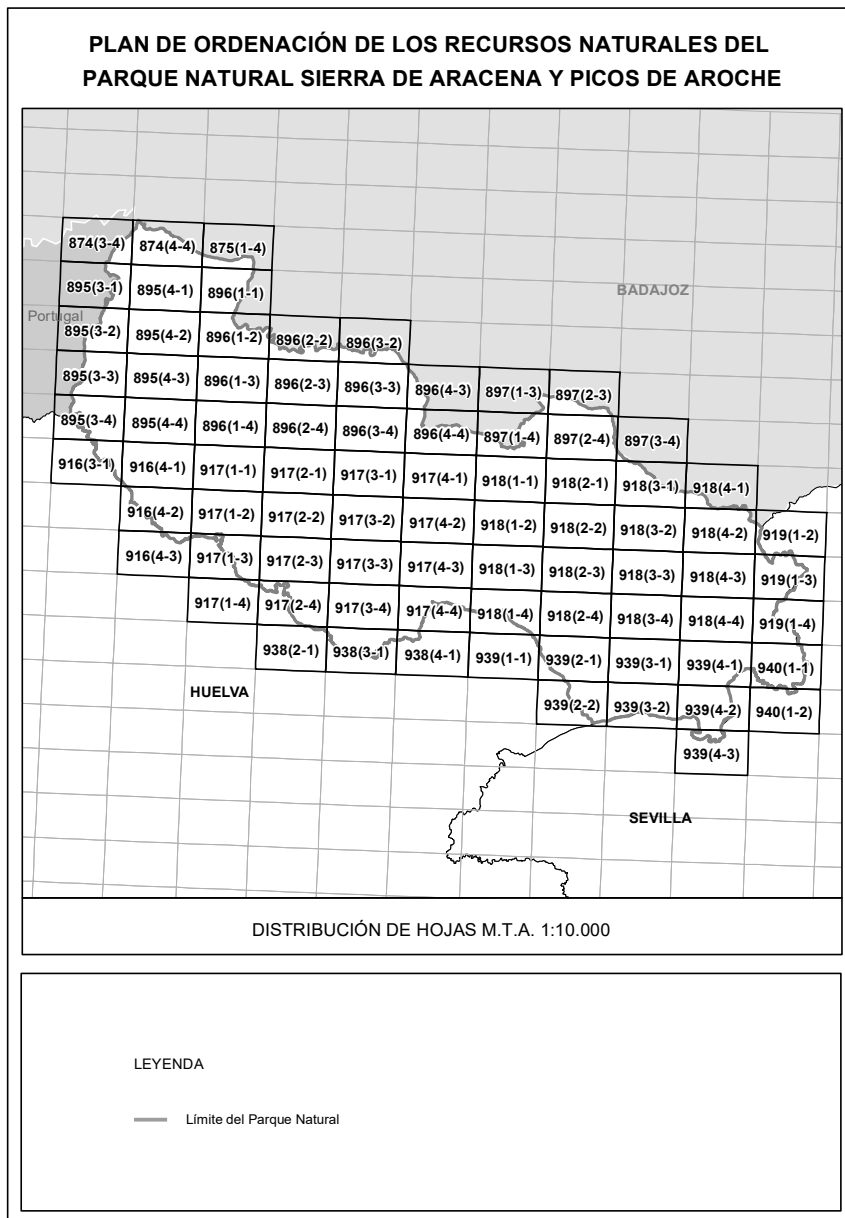 PLAN DE ORDENACIÓN DE LOS RECURSOS NATURALES DEL
PARQUE NATURAL SIERRA DE ARACENA Y PICOS DE AROCHE
874(3-4) 874(4-4) 875(1-4)
895(3-1) 895(4-1) 896(1-1) BADAJOZ
Portugal
895(3-2) 895(4-2) 896(1-2) 896(2-2) 896(3-2)
895(3-3) 895(4-3) 896(1-3) 896(2-3) 896(3-3) 896(4-3) 897(1-3) 897(2-3)
895(3-4) 895(4-4) 896(1-4) 896(2-4) 896(3-4) 896(4-4) 897(1-4) 897(2-4) 897(3-4)
916(3-1) 916(4-1) 917(1-1) 917(2-1) 917(3-1) 917(4-1) 918(1-1) 918(2-1) 918(3-1) 918(4-1)
916(4-2) 917(1-2) 917(2-2) 917(3-2) 917(4-2) 918(1-2) 918(2-2) 918(3-2) 918(4-2) 919(1-2)
916(4-3) 917(1-3) 917(2-3) 917(3-3) 917(4-3) 918(1-3) 918(2-3) 918(3-3) 918(4-3) 919(1-3)
917(1-4) 917(2-4) 917(3-4) 917(4-4) 918(1-4) 918(2-4) 918(3-4) 918(4-4) 919(1-4)
938(2-1) 938(3-1) 938(4-1) 939(1-1) 939(2-1) 939(3-1) 939(4-1) 940(1-1)
HUELVA
939(2-2) 939(3-2) 939(4-2) 940(1-2)
939(4-3)
SEVILLA
DISTRIBUCIÓN DE HOJAS M.T.A. 1:10.000
LEYENDA
Límite del Parque Natural